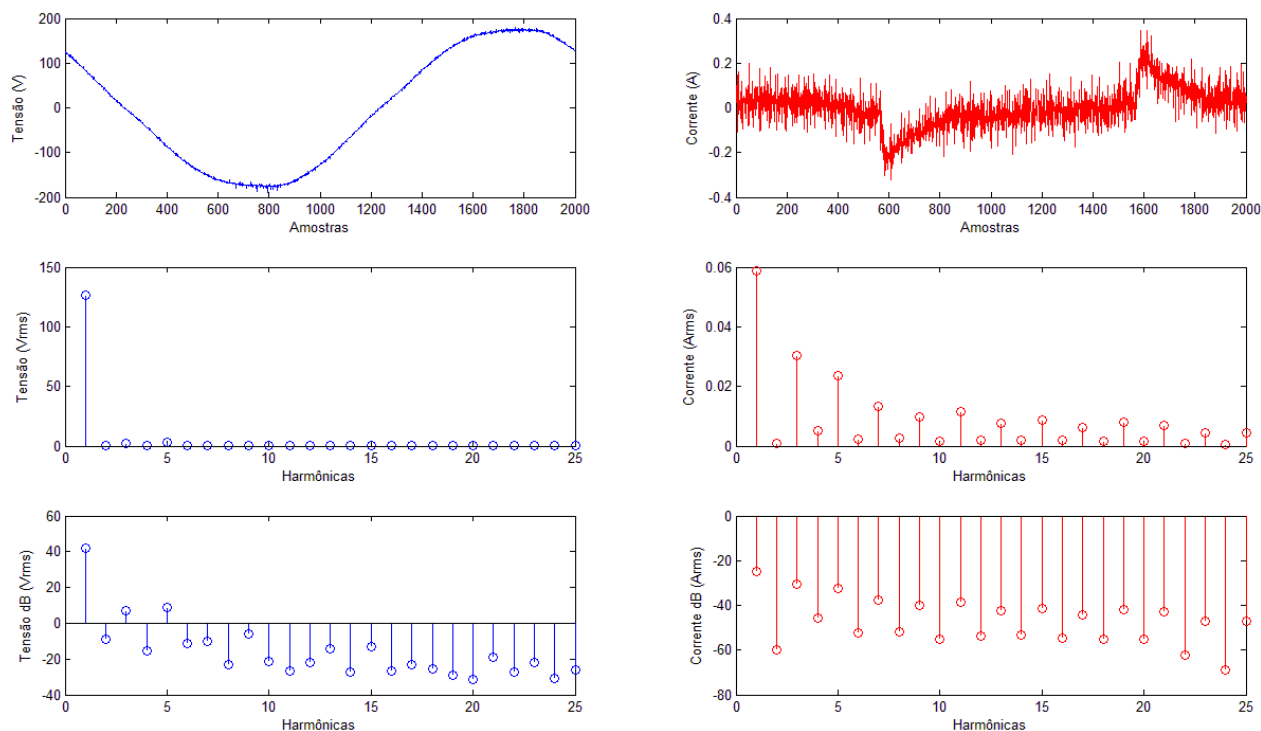 Tensão (V)
200
100
0
-100
-200
0 200 400 600 800 1000 1200 1400 1600 1800 2000
Amostras
Corrente (A)
0.4
0.2
0
-0.2
-0.4
0 200 400 600 800 1000 1200 1400 1600 1800 2000
Amostras
Tensão (Vrms)
150
100
50
0
0 5 10 15 20 25
Harmônicas
Corrente (Arms)
0.06
0.04
0.02
0
0 5 10 15 20 25
Harmônicas
Tensão dB (Vrms)
60
40
20
0
-20
-40
0 5 10 15 20 25
Harmônicas
Corrente dB (Arms)
0
-20
-40
-60
-80
0 5 10 15 20 25
Harmônicas